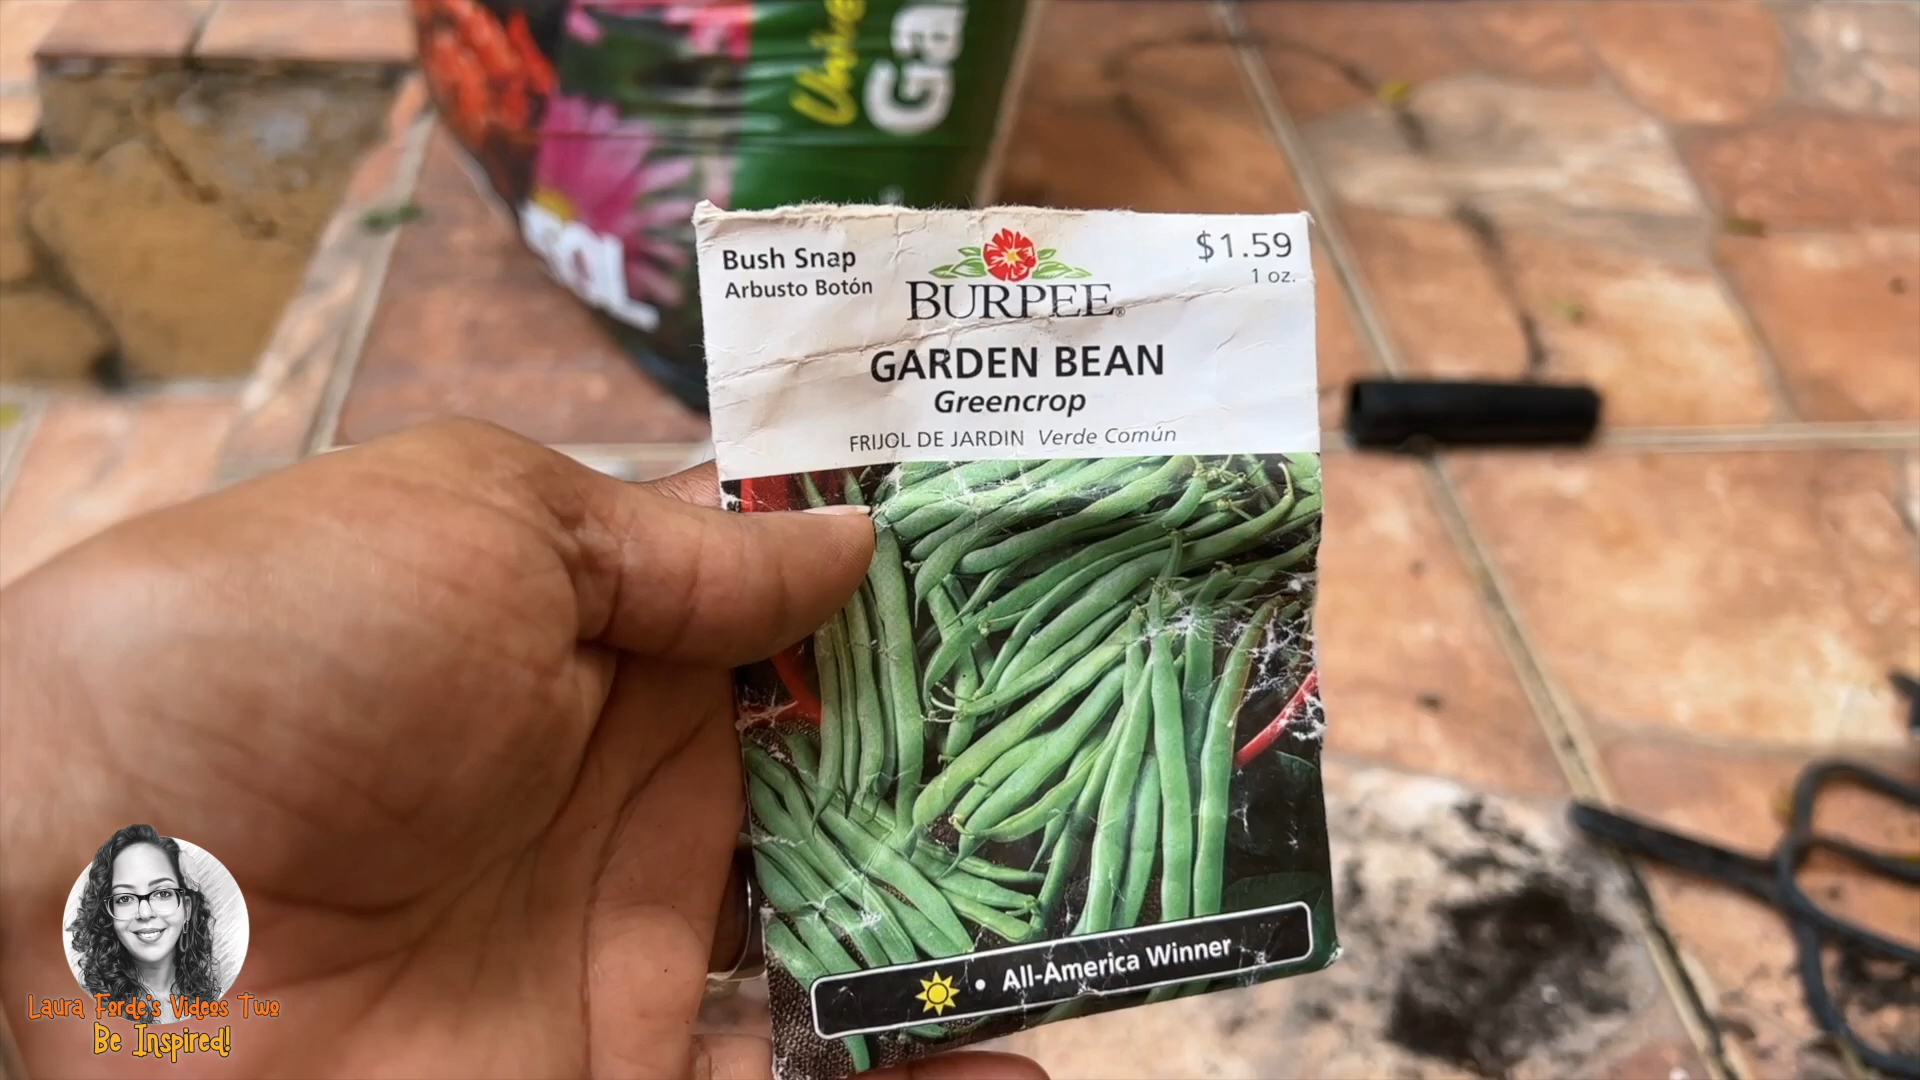 Ga
Bush Snap
Arbusto Botón
BURPEE®
$1.59
1 oz.
GARDEN BEAN
Greencrop
FRIJOL DE JARDIN Verde Común
• All-America Winner
Laura Forde's Videos Two
Be Inspired!